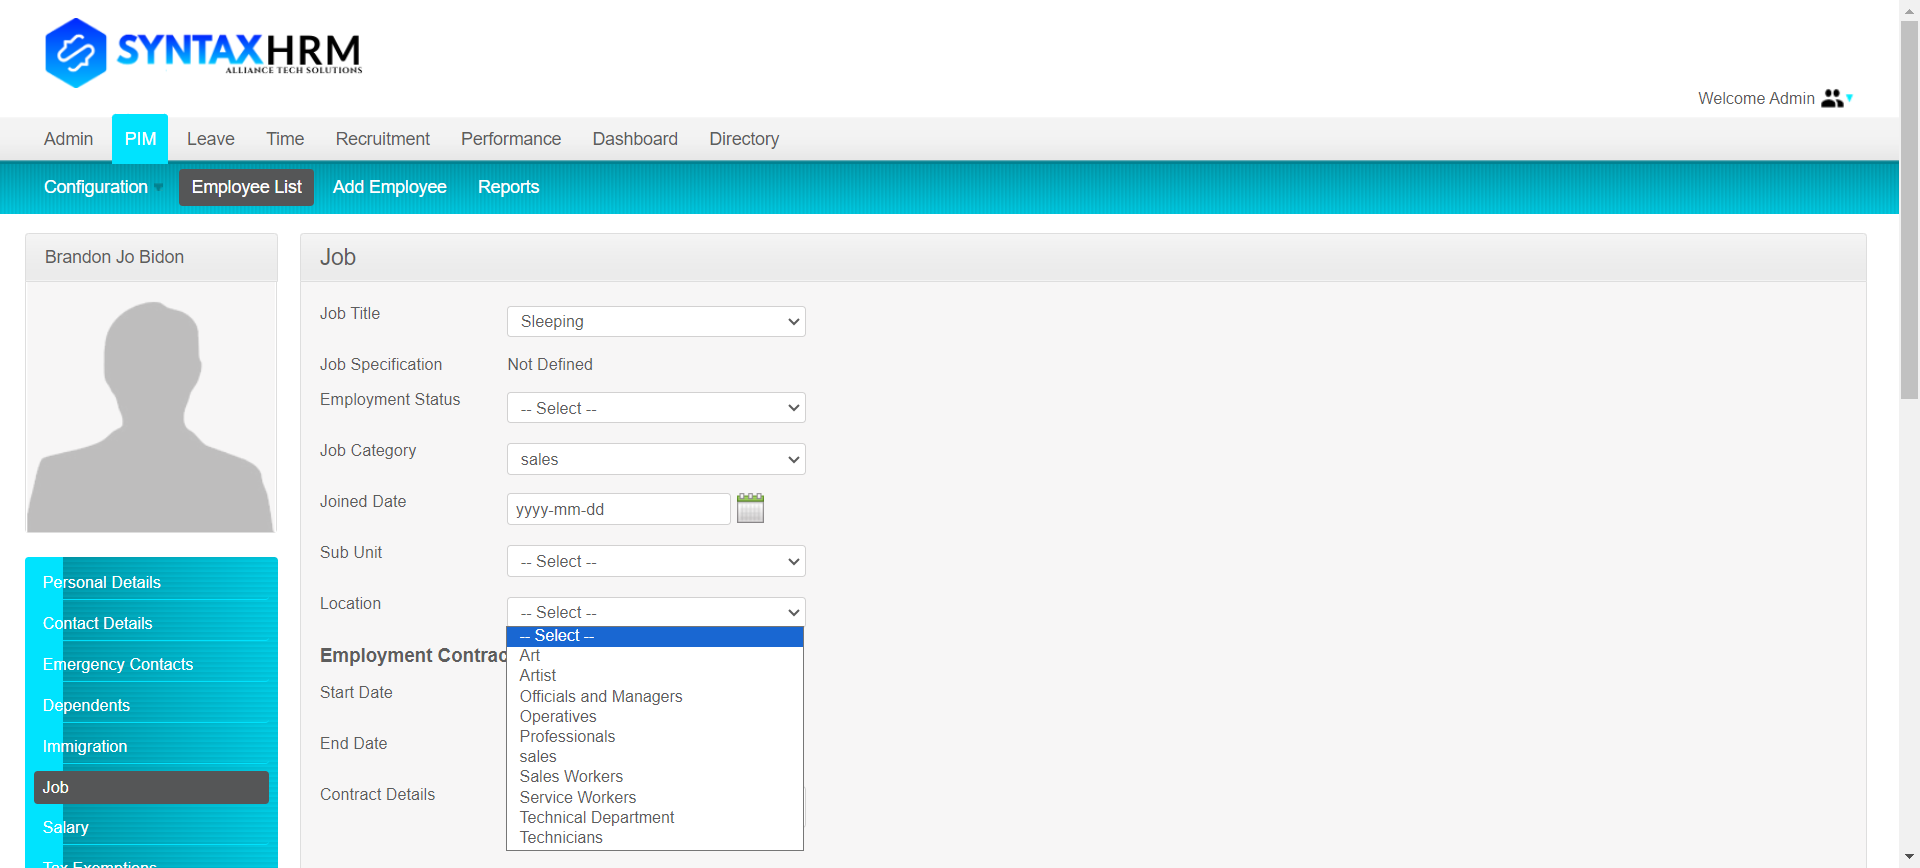 SYNTAXHRM
ALLIANCE TECH SOLUTIONS
Welcome Admin
Admin PIM Leave Time Recruitment Performance Dashboard Directory
Configuration Employee List Add Employee Reports
Brandon Jo Bidon
Personal Details
Contact Details
Emergency Contacts
Dependents
Immigration
Job
Salary
Tax Exemptions
Job
Job Title Sleeping
Job Specification Not Defined
Employment Status -- Select --
Job Category sales
Joined Date yyyy-mm-dd
Sub Unit -- Select --
Location -- Select --
-- Select --
Art
Artist
Officials and Managers
Operatives
Professionals
sales
Sales Workers
Service Workers
Technical Department
Technicians
Employment Contrac
Start Date
End Date
Contract Details